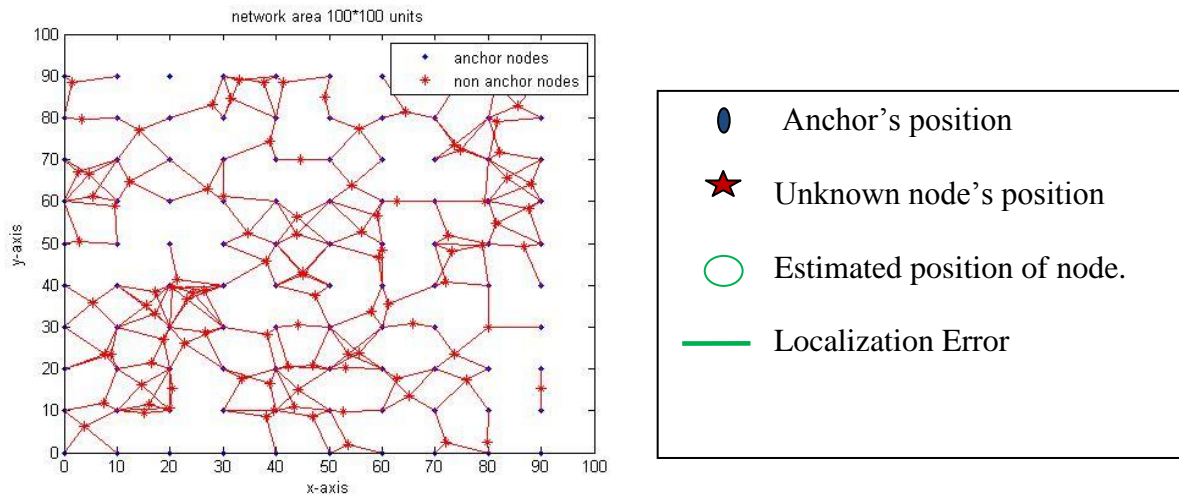 network area 100*100 units
anchor nodes
non anchor nodes
100
90
80
70
60
50
40
30
20
10
0
y-axis
0 10 20 30 40 50 60 70 80 90 100
x-axis
Anchor's position
Unknown node's position
Estimated position of node.
Localization Error